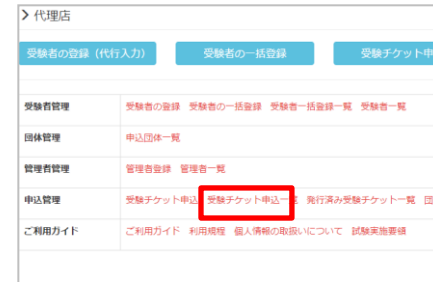 > 代理店
受験者の登録（代行入力） 受験者の一括登録 受験チケット申
受験者管理 受験者の登録 受験者の一括登録 受験者一括登録一覧 受験者一覧
団体管理 申込団体一覧
管理者管理 管理者登録 管理者一覧
申込管理 受験チケット申込 受験チケット申込一覧 発行済み受験チケット一覧 団
ご利用ガイド ご利用ガイド 利用規程 個人情報の取扱いについて 試験実施要領